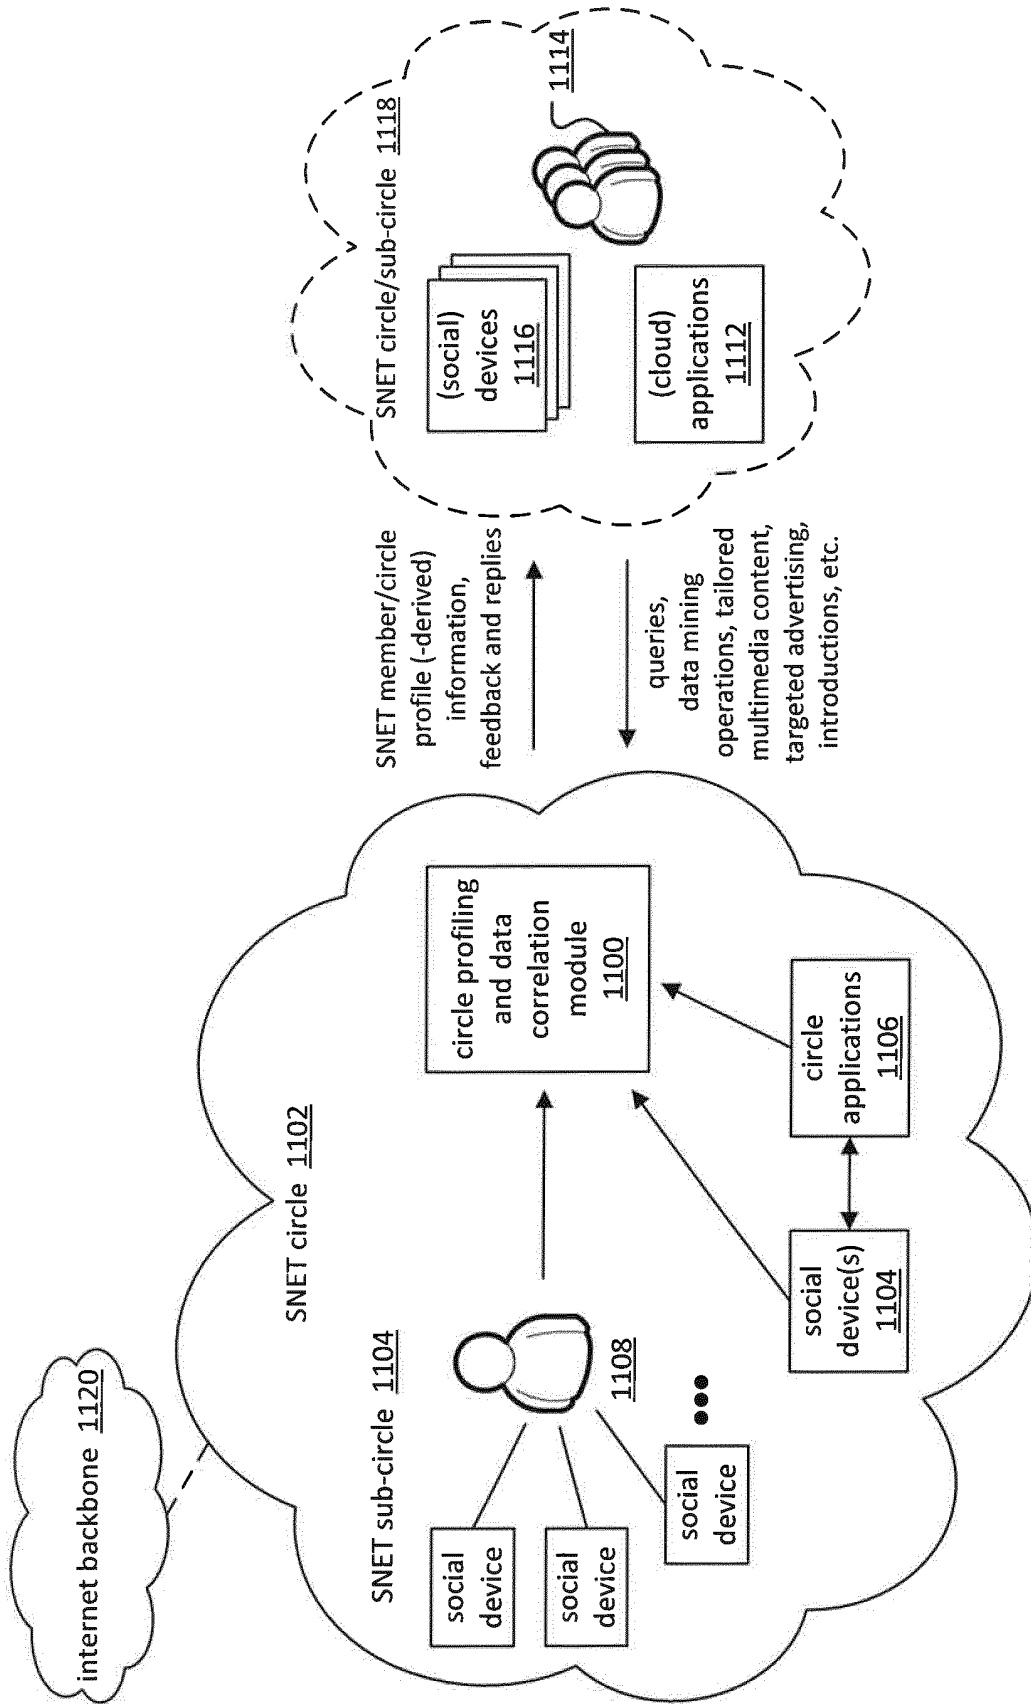 internet backbone 1120
SNET circle 1102
SNET sub-circle 1104
social
device
social
device
social
device
1108
circle profiling
and data
correlation
module
1100
social
device(s)
1104
circle
applications
1106
SNET member/circle
profile (-derived)
information,
feedback and replies
queries,
data mining
operations, tailored
multimedia content,
targeted advertising,
introductions, etc.
SNET circle/sub-circle 1118
(social)
devices
1116
1114
(cloud)
applications
1112